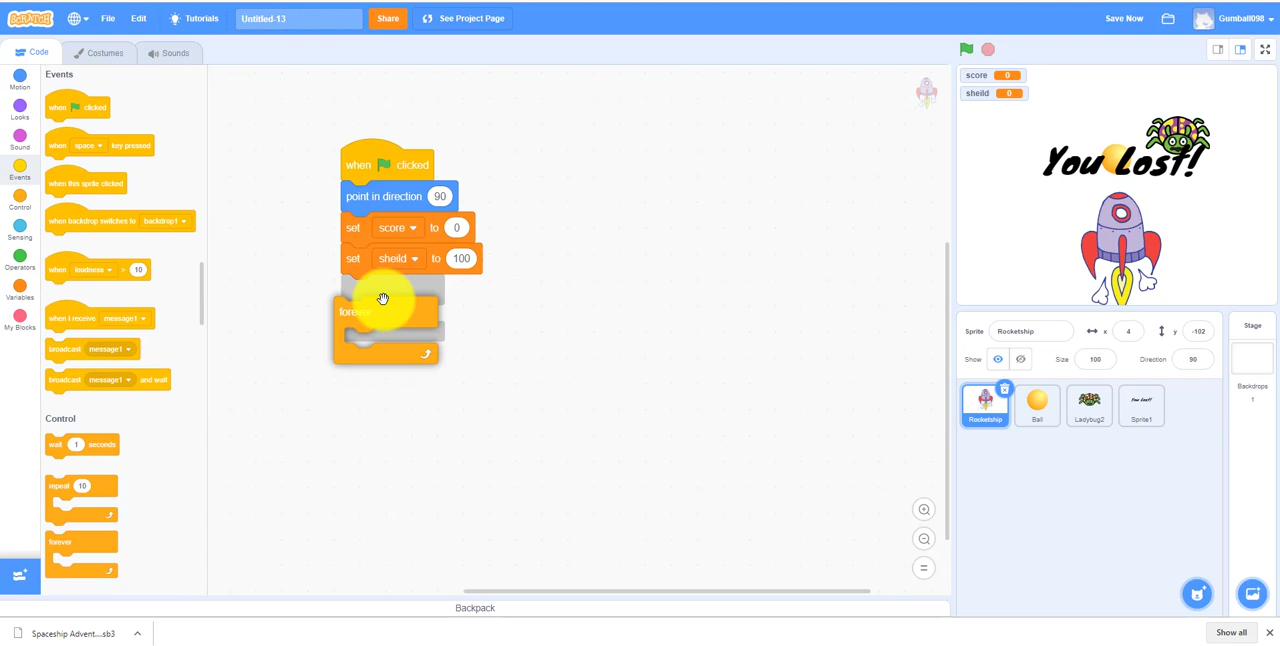 SCRATCH File Edit Tutorials Untitled-13 Share See Project Page Save Now Gumball098
Code Costumes Sounds
Motion
Looks
Sound
Events
Control
Sensing
Operators
Variables
My Blocks
Events
when clicked
when space key pressed
when this sprite clicked
when backdrop switches to backdrop1
when loudness > 10
when I receive message1
broadcast message1
broadcast message1 and wait
Control
wait 1 seconds
repeat 10
forever
when clicked
point in direction 90
set score to 0
set sheild to 100
forever
score 0
sheild 0
You Lost!
Sprite Rocketship x 4 y -102
Show Size 100 Direction 90
Rocketship Ball Ladybug2 Sprite1
You Lost!
Stage
Backdrops
1
Backpack
Spaceship Advent....sb3 Show all